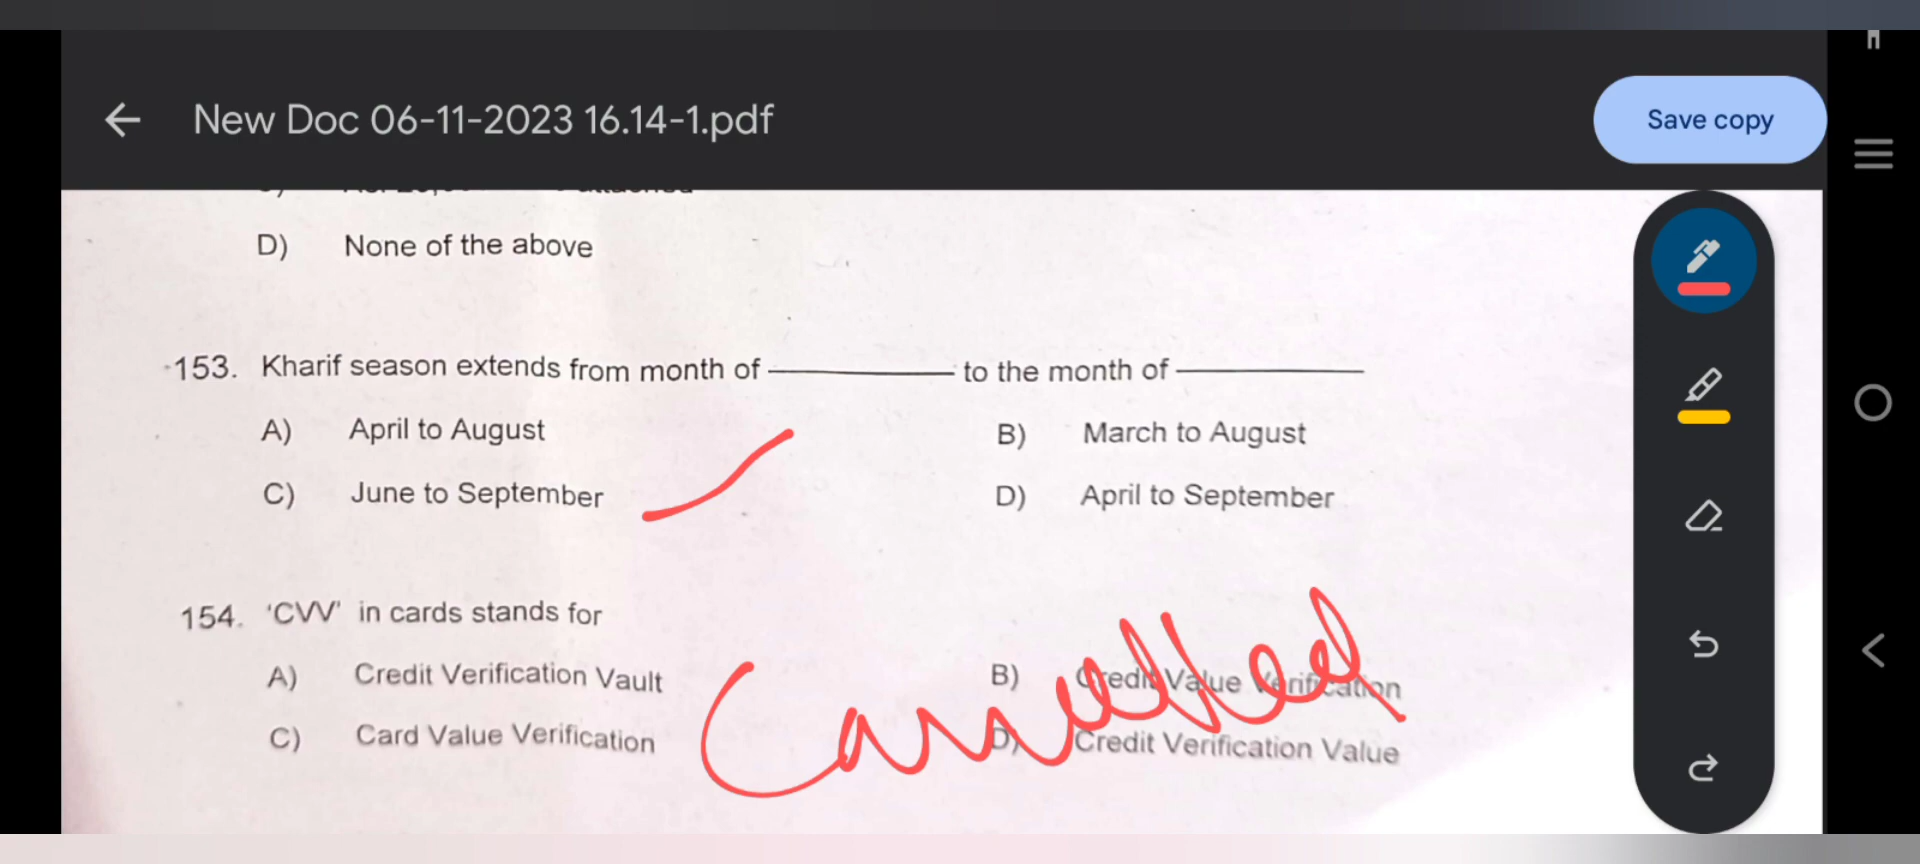 New Doc 06-11-2023 16.14-1.pdf
Save copy
D) None of the above
153. Kharif season extends from month of ____________ to the month of ____________
A) April to August B) March to August
C) June to September D) April to September
154. 'CVV' in cards stands for
A) Credit Verification Vault B) Credit Value Verification
C) Card Value Verification D) Credit Verification Value
Cancelled